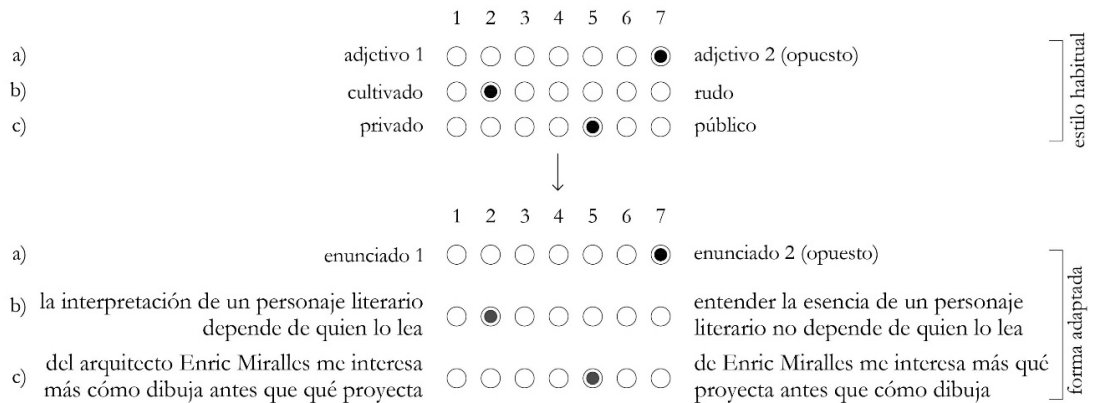 1 2 3 4 5 6 7
a) adjetivo 1 adjetivo 2 (opuesto)
b) cultivado rudo
c) privado público
estilo habitual
1 2 3 4 5 6 7
a) enunciado 1 enunciado 2 (opuesto)
b) la interpretación de un personaje literario entender la esencia de un personaje
depende de quien lo lea literario no depende de quien lo lea
c) del arquitecto Enric Miralles me interesa de Enric Miralles me interesa más qué
más cómo dibuja antes que qué proyecta proyecta antes que cómo dibuja
forma adaptada